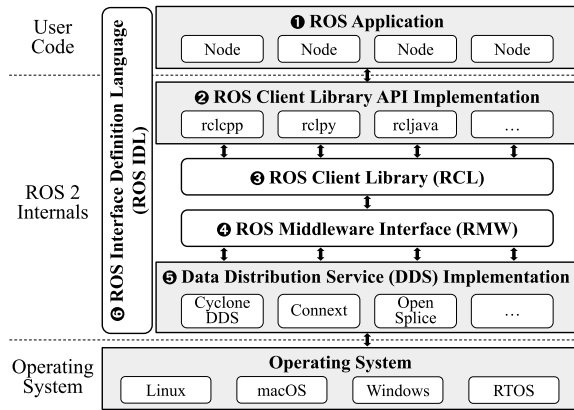 User
Code
❶ ROS Application
Node Node Node Node
ROS 2
Internals
❻ ROS Interface Definition Language
(ROS IDL)
❷ ROS Client Library API Implementation
rclcpp rclpy rcljava …
❸ ROS Client Library (RCL)
❹ ROS Middleware Interface (RMW)
❺ Data Distribution Service (DDS) Implementation
Cyclone
DDS
Connext
Open
Splice
…
Operating
System
Operating System
Linux macOS Windows RTOS